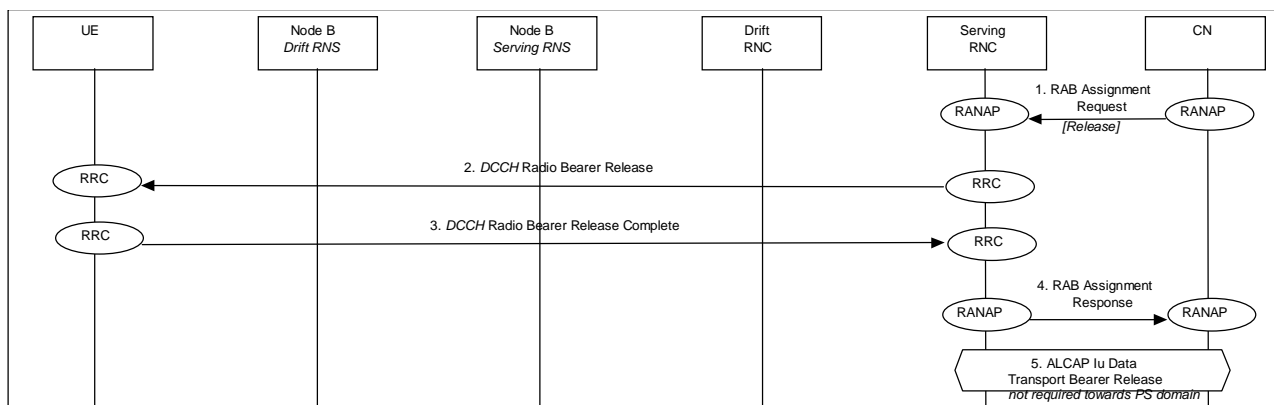 UE
Node B
Drift RNS
Node B
Serving RNS
Drift
RNC
Serving
RNC
CN
1. RAB Assignment
Request
[Release]
RANAP
RANAP
2. DCCH Radio Bearer Release
RRC
RRC
3. DCCH Radio Bearer Release Complete
RRC
RRC
4. RAB Assignment
Response
RANAP
RANAP
5. ALCAP Iu Data
Transport Bearer Release
not required towards PS domain